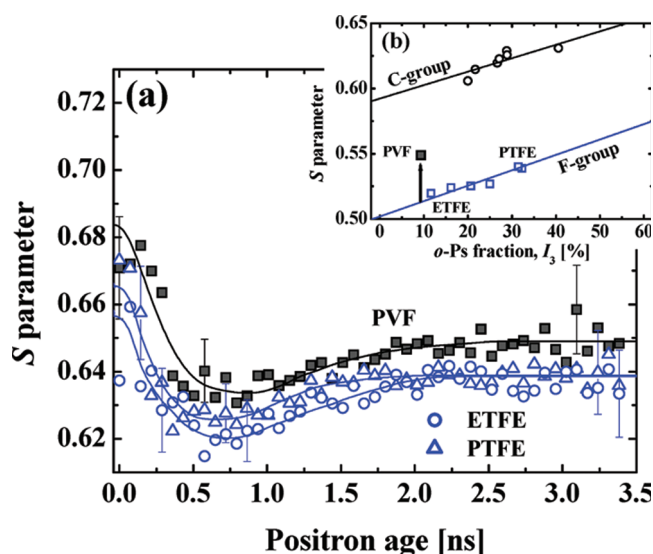 (a)
S parameter
0.72
0.70
0.68
0.66
0.64
0.62
0.0 0.5 1.0 1.5 2.0 2.5 3.0 3.5
Positron age [ns]
PVF
ETFE
PTFE
(b)
S parameter
0.65
0.60
0.55
0.50
0 10 20 30 40 50 60
o-Ps fraction, I3 [%]
C-group
PVF
PTFE
F-group
ETFE